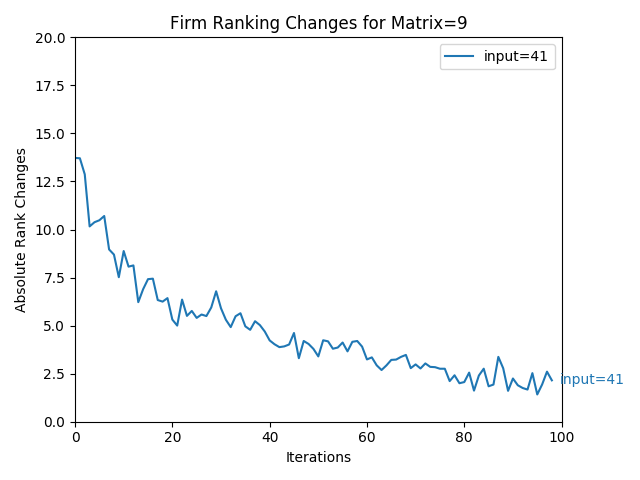 Firm Ranking Changes for Matrix=9
20.0
17.5
15.0
12.5
10.0
7.5
5.0
2.5
0.0
Absolute Rank Changes
input=41
input=41
0 20 40 60 80 100
Iterations